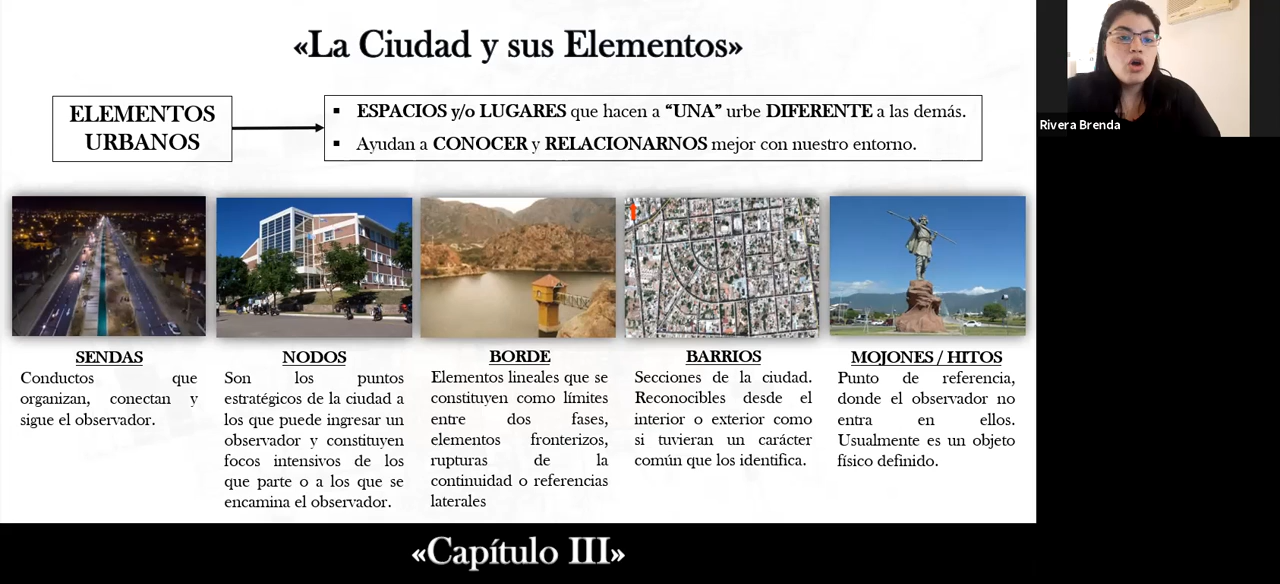 «La Ciudad y sus Elementos»
ELEMENTOS
URBANOS
▪ ESPACIOS y/o LUGARES que hacen a “UNA” urbe DIFERENTE a las demás.
▪ Ayudan a CONOCER y RELACIONARNOS mejor con nuestro entorno.
SENDAS
Conductos que
organizan, conectan y
sigue el observador.
NODOS
Son los puntos
estratégicos de la ciudad a
los que puede ingresar un
observador y constituyen
focos intensivos de los
que parte o a los que se
encamina el observador.
BORDE
Elementos lineales que se
constituyen como límites
entre dos fases,
elementos fronterizos,
rupturas de la
continuidad o referencias
laterales
BARRIOS
Secciones de la ciudad.
Reconocibles desde el
interior o exterior como
si tuvieran un carácter
común que los identifica.
MOJONES / HITOS
Punto de referencia,
donde el observador no
entra en ellos.
Usualmente es un objeto
físico definido.
«Capítulo III»
Rivera Brenda